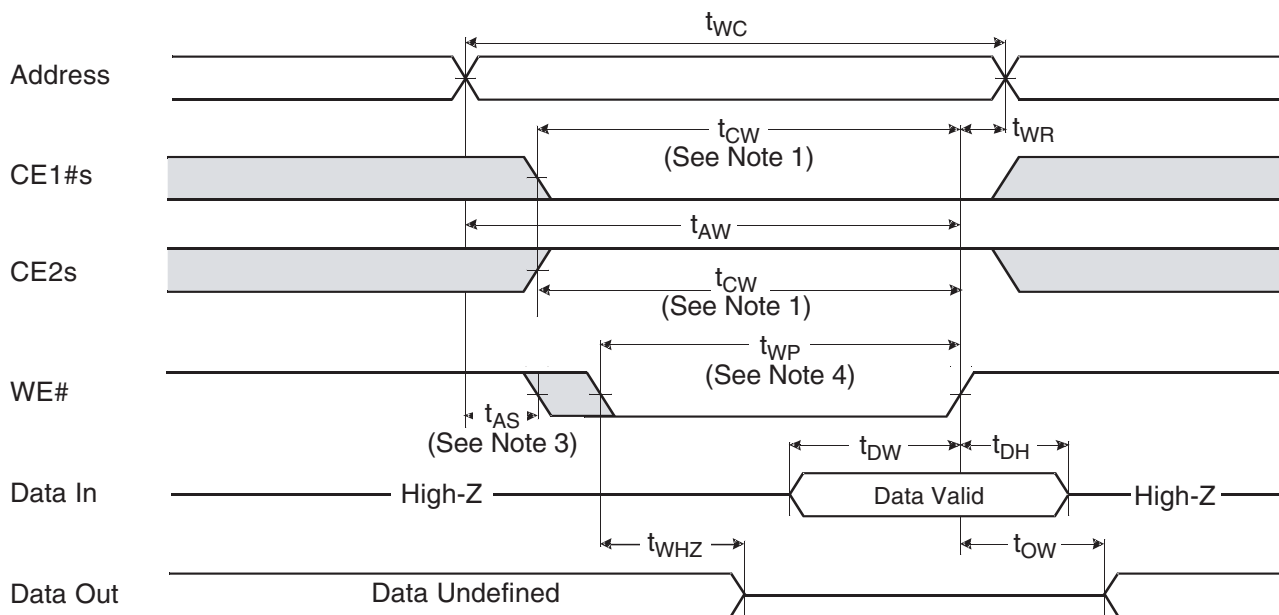 tWC
Address
tCW
(See Note 1)
tWR
CE1#s
tAW
CE2s
tCW
(See Note 1)
tWP
(See Note 4)
WE#
tAS
(See Note 3)
tDW
tDH
Data In
High-Z
Data Valid
High-Z
tWHZ
tOW
Data Out
Data Undefined